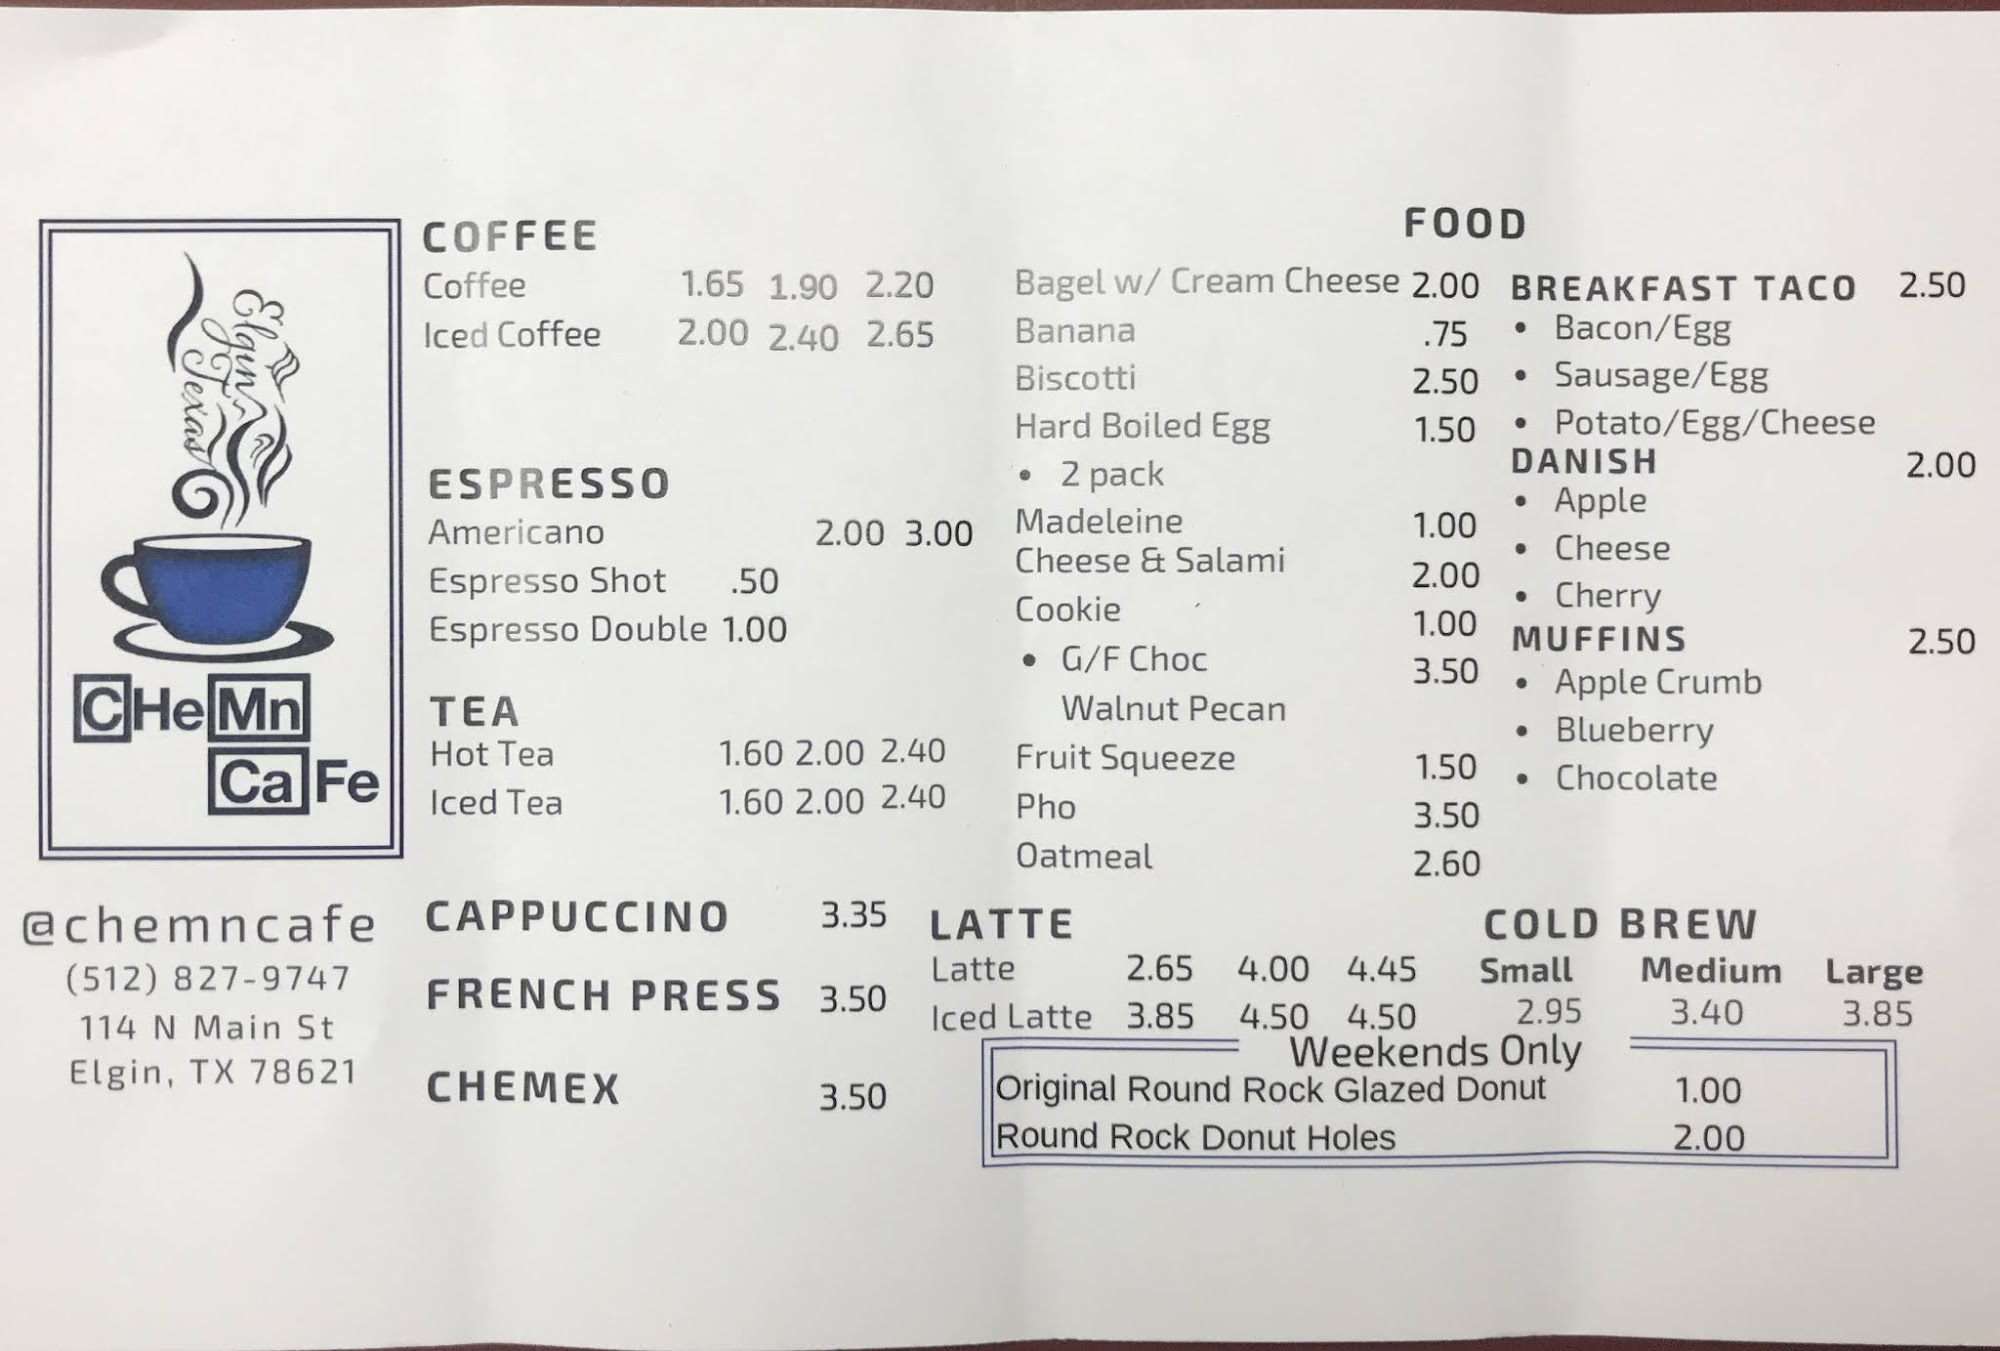 Elgin
Texas
CHeMn
CaFe
@chemncafe
(512) 827-9747
114 N Main St
Elgin, TX 78621
COFFEE
Coffee 1.65 1.90 2.20
Iced Coffee 2.00 2.40 2.65
ESPRESSO
Americano 2.00 3.00
Espresso Shot .50
Espresso Double 1.00
TEA
Hot Tea 1.60 2.00 2.40
Iced Tea 1.60 2.00 2.40
CAPPUCCINO 3.35
FRENCH PRESS 3.50
CHEMEX 3.50
FOOD
Bagel w/ Cream Cheese 2.00
Banana .75
Biscotti 2.50
Hard Boiled Egg 1.50
• 2 pack
Madeleine 1.00
Cheese & Salami 2.00
Cookie 1.00
• G/F Choc 3.50
Walnut Pecan
Fruit Squeeze 1.50
Pho 3.50
Oatmeal 2.60
BREAKFAST TACO 2.50
• Bacon/Egg
• Sausage/Egg
• Potato/Egg/Cheese
DANISH 2.00
• Apple
• Cheese
• Cherry
MUFFINS 2.50
• Apple Crumb
• Blueberry
• Chocolate
LATTE
Latte 2.65 4.00 4.45
Iced Latte 3.85 4.50 4.50
COLD BREW
Small Medium Large
2.95 3.40 3.85
Weekends Only
Original Round Rock Glazed Donut 1.00
Round Rock Donut Holes 2.00